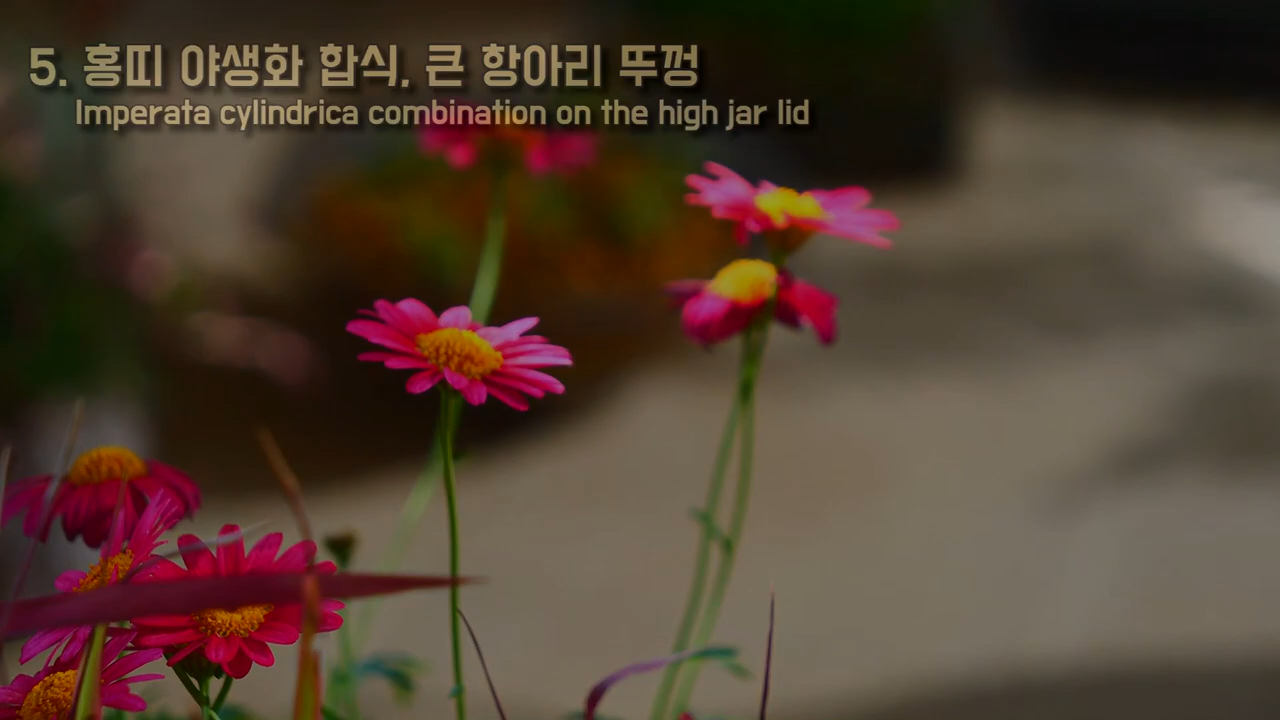 5. 홍띠 야생화 합식, 큰 항아리 뚜껑
Imperata cylindrica combination on the high jar lid